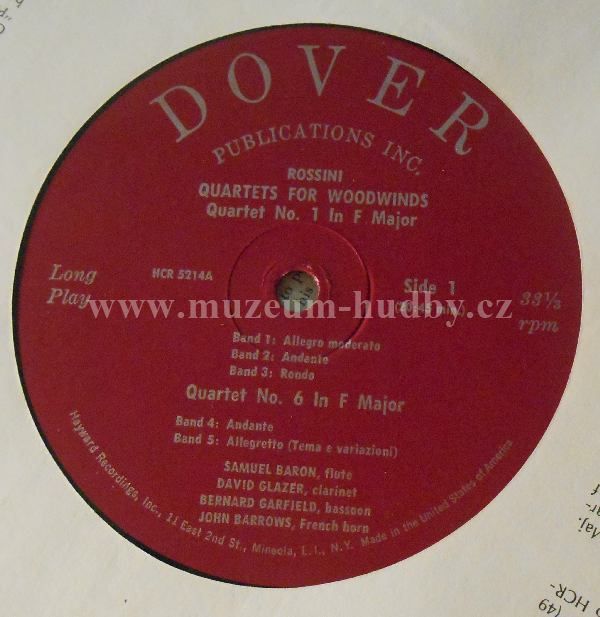 DOVER
PUBLICATIONS INC.
ROSSINI
QUARTETS FOR WOODWINDS
Quartet No. 1 In F Major
Long
Play
HCR 5214A
Side 1
33⅓
rpm
www.muzeum-hudby.cz
Band 1: Allegro moderato
Band 2: Andante
Band 3: Rondo
Quartet No. 6 In F Major
Band 4: Andante
Band 5: Allegretto (Tema e variazioni)
SAMUEL BARON, flute
DAVID GLAZER, clarinet
BERNARD GARFIELD, bassoon
JOHN BARROWS, French horn
Hayward Recordings, Inc., 11 East 2nd St., Mineola, L.I., N.Y. Made in the United States of America
Maj.
HCR-
(49